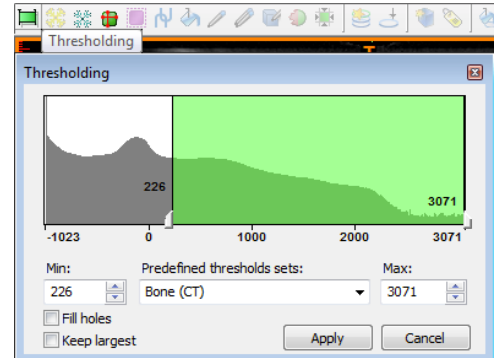 Thresholding
Thresholding
226
3071
-1023 0 1000 2000 3071
Min: Predefined thresholds sets: Max:
226 Bone (CT) 3071
Fill holes
Keep largest Apply Cancel